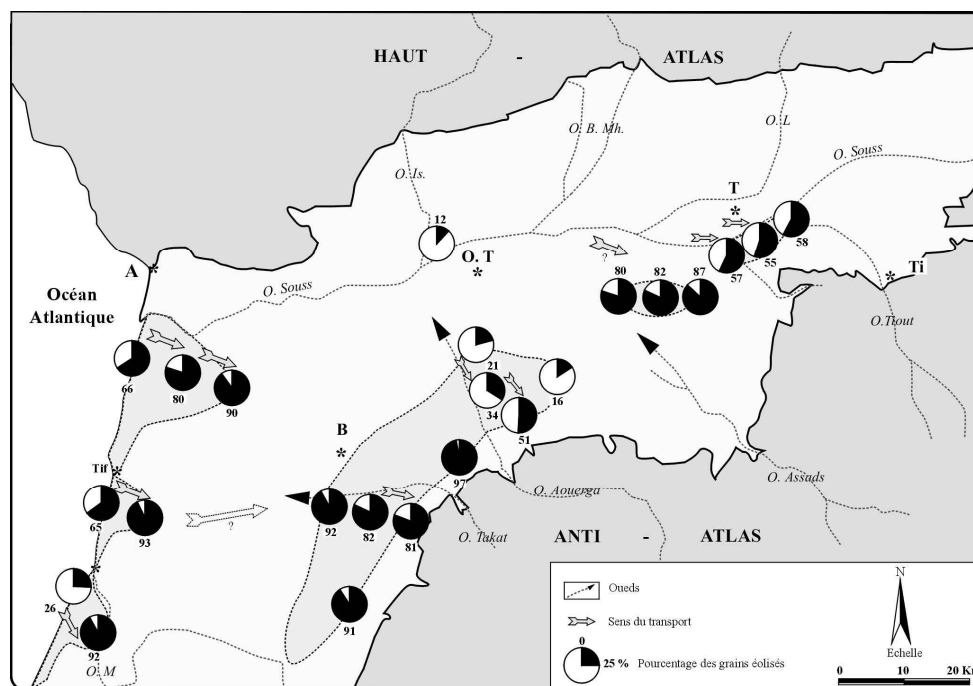 HAUT - ATLAS
O. B. Mh.
O. L
O. Souss
O. Is.
T
*
12
58
A *
O. T
*
55
Ti
*
57
Océan
Atlantique
O. Souss
?
80 82 87
O. Tiout
66
80
90
21
16
34
51
B
*
Tif
*
97
O. Assads
65
93
?
92
82
81
O. Aouerga
O. Takat
ANTI - ATLAS
*
26
92
91
O. M
Oueds
Sens du transport
0
25 % Pourcentage des grains éolisés
N
Echelle
0 10 20 Km